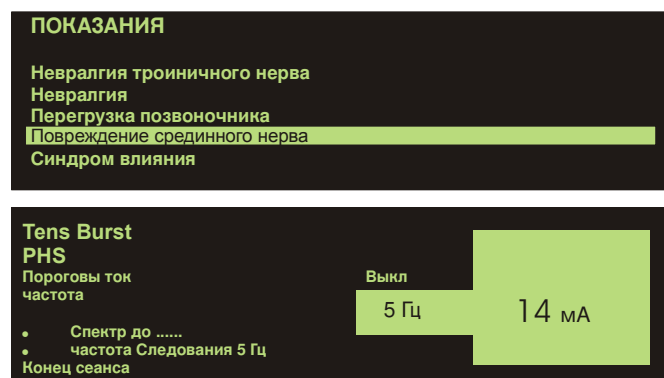 ПОКАЗАНИЯ
Невралгия троиничного нерва
Невралгия
Перегрузка позвоночника
Повреждение срединного нерва
Синдром влияния
Tens Burst
PHS
Пороговы ток Выкл
частота 5 Гц 14 мА
• Спектр до ......
• частота Следования 5 Гц
Конец сеанса